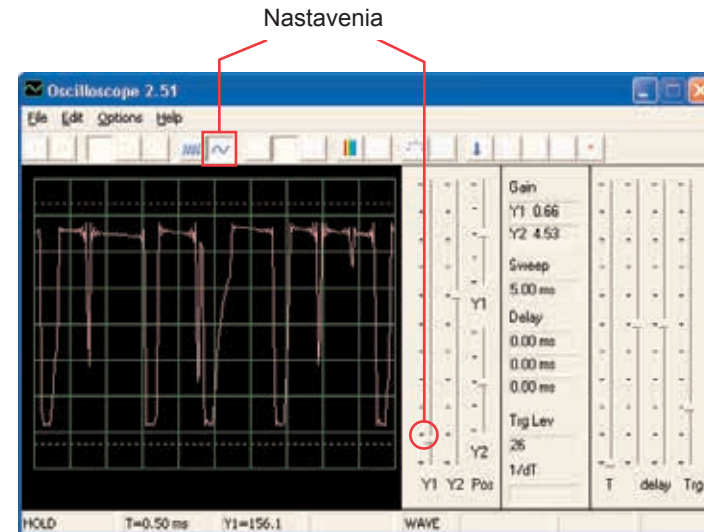 Nastavenia
Oscilloscope 2.51
File Edit Options Help
Gain
Y1 0.66
Y2 4.53
Sweep
5.00 ms
Y1
Delay
0.00 ms
0.00 ms
0.00 ms
Trg Lev
26
Y2
1/dT
Y1 Y2 Pos
T delay Trg
HOLD T=0.50 ms Y1=156.1 WAVE